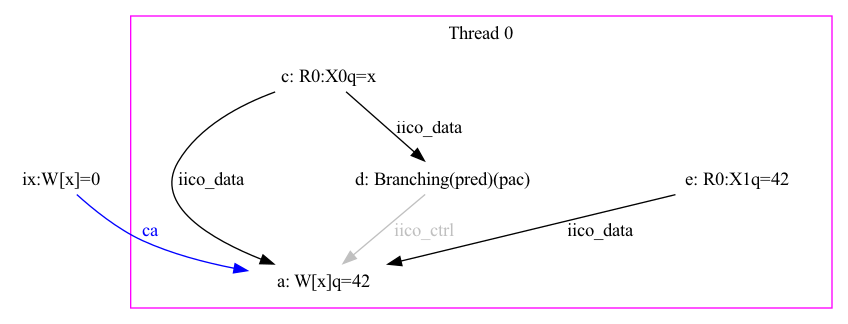 Thread 0
c: R0:X0q=x
iico_data
ix:W[x]=0
iico_data
d: Branching(pred)(pac)
e: R0:X1q=42
ca
iico_ctrl
iico_data
a: W[x]q=42